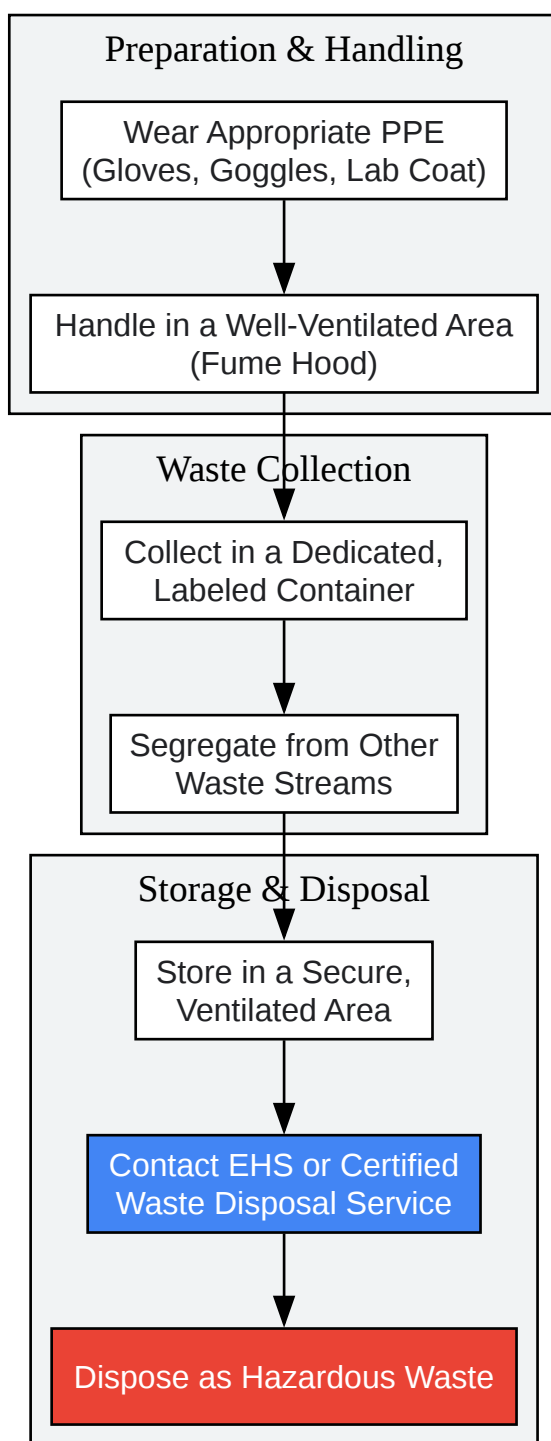 Preparation & Handling
Wear Appropriate PPE
(Gloves, Goggles, Lab Coat)
Handle in a Well-Ventilated Area
(Fume Hood)
Waste Collection
Collect in a Dedicated,
Labeled Container
Segregate from Other
Waste Streams
Storage & Disposal
Store in a Secure,
Ventilated Area
Contact EHS or Certified
Waste Disposal Service
Dispose as Hazardous Waste